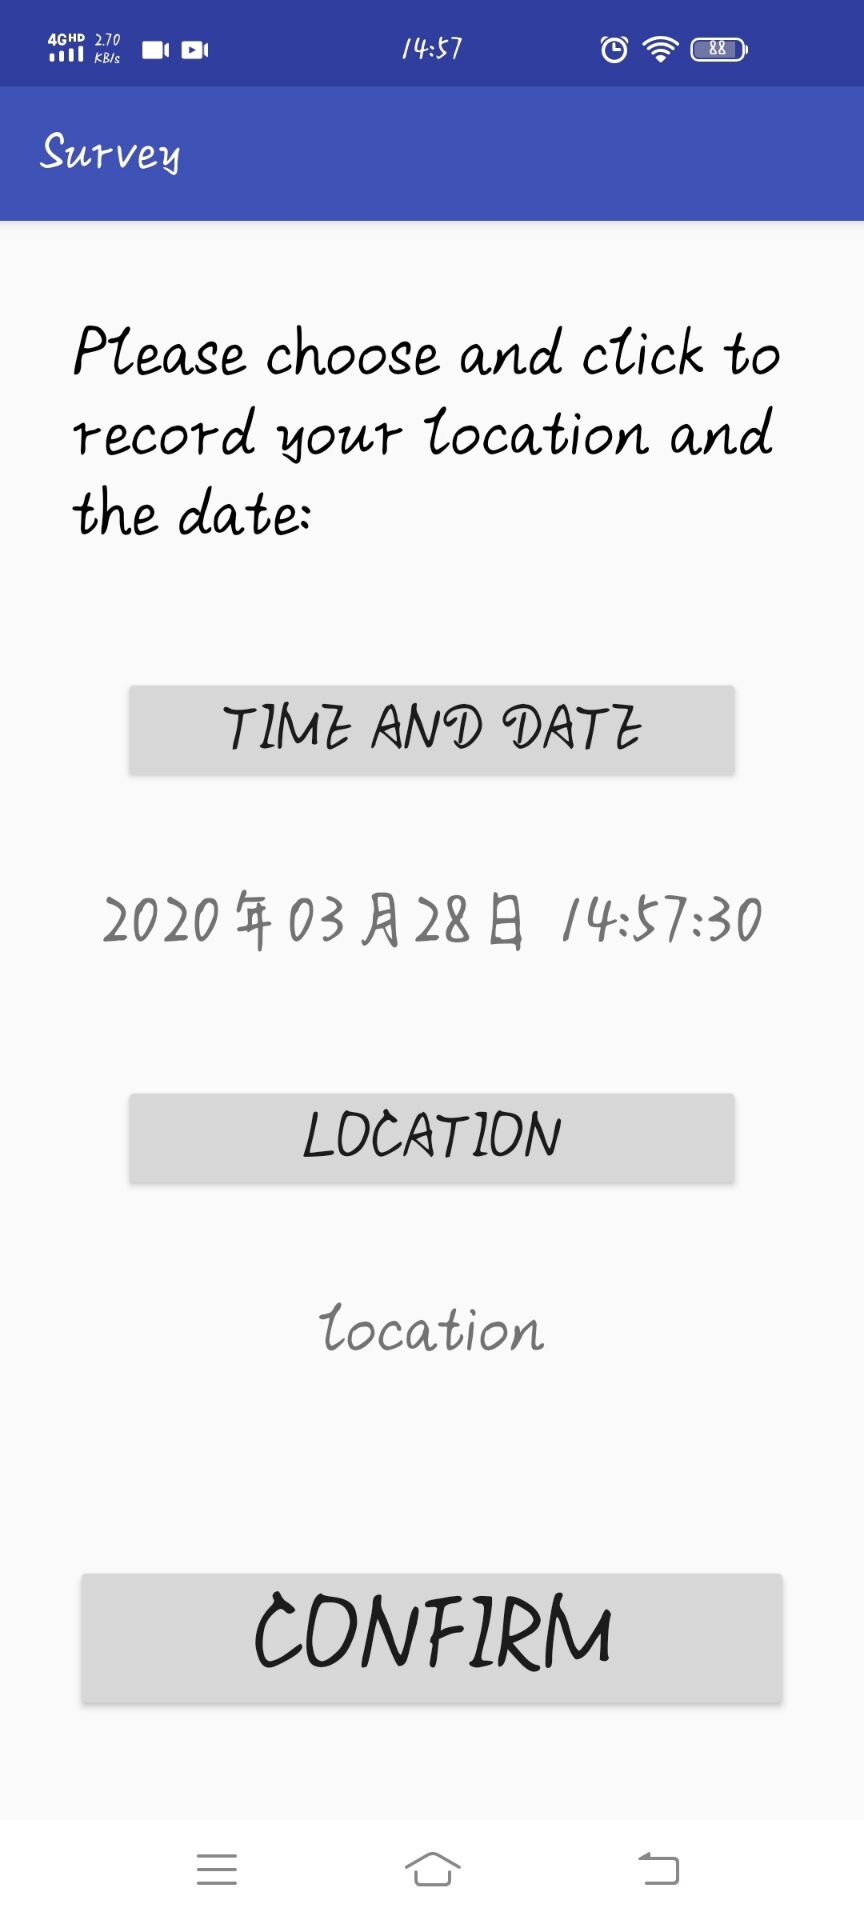 4GHD 2.70 KB/s 14:57 88
Survey
Please choose and click to
record your location and
the date:
TIME AND DATE
2020年03月28日 14:57:30
LOCATION
location
CONFIRM